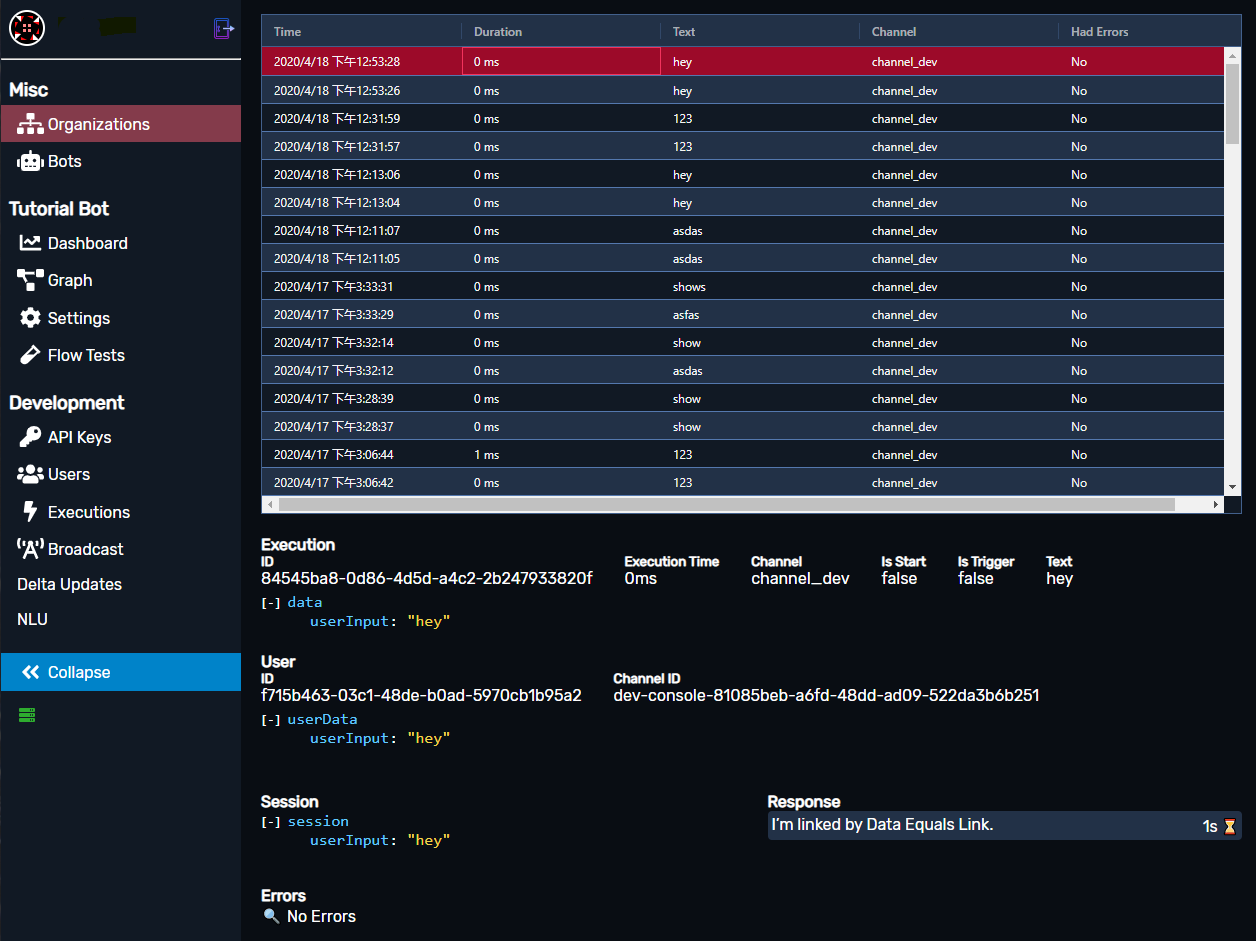 Misc
Organizations
Bots
Tutorial Bot
Dashboard
Graph
Settings
Flow Tests
Development
API Keys
Users
Executions
Broadcast
Delta Updates
NLU
Collapse
Time Duration Text Channel Had Errors
2020/4/18 下午12:53:28 0 ms hey channel_dev No
2020/4/18 下午12:53:26 0 ms hey channel_dev No
2020/4/18 下午12:31:59 0 ms 123 channel_dev No
2020/4/18 下午12:31:57 0 ms 123 channel_dev No
2020/4/18 下午12:13:06 0 ms hey channel_dev No
2020/4/18 下午12:13:04 0 ms hey channel_dev No
2020/4/18 下午12:11:07 0 ms asdas channel_dev No
2020/4/18 下午12:11:05 0 ms asdas channel_dev No
2020/4/17 下午3:33:31 0 ms shows channel_dev No
2020/4/17 下午3:33:29 0 ms asfas channel_dev No
2020/4/17 下午3:32:14 0 ms show channel_dev No
2020/4/17 下午3:32:12 0 ms asdas channel_dev No
2020/4/17 下午3:28:39 0 ms show channel_dev No
2020/4/17 下午3:28:37 0 ms show channel_dev No
2020/4/17 下午3:06:44 1 ms 123 channel_dev No
2020/4/17 下午3:06:42 0 ms 123 channel_dev No
Execution
ID Execution Time Channel Is Start Is Trigger Text
84545ba8-0d86-4d5d-a4c2-2b247933820f 0ms channel_dev false false hey
[-] data
userInput: "hey"
User
ID Channel ID
f715b463-03c1-48de-b0ad-5970cb1b95a2 dev-console-81085beb-a6fd-48dd-ad09-522da3b6b251
[-] userData
userInput: "hey"
Session
[-] session
userInput: "hey"
Response
I'm linked by Data Equals Link. 1s ⏳
Errors
🔍 No Errors